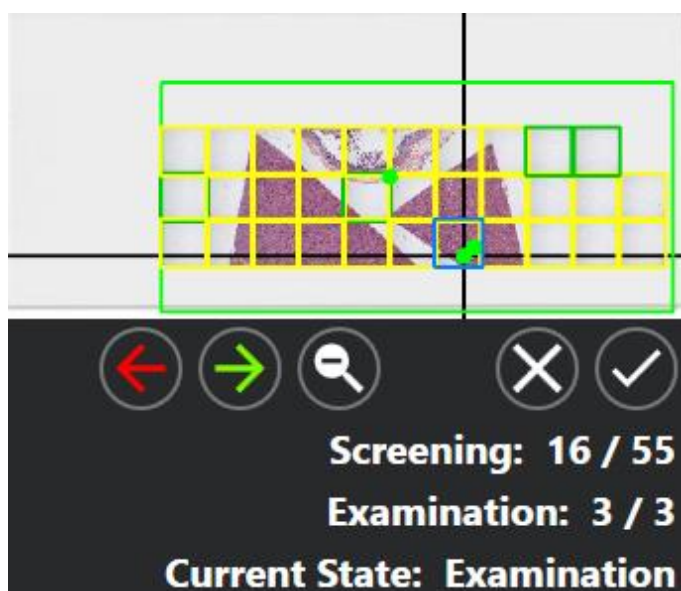 Screening: 16 / 55
Examination: 3 / 3
Current State: Examination